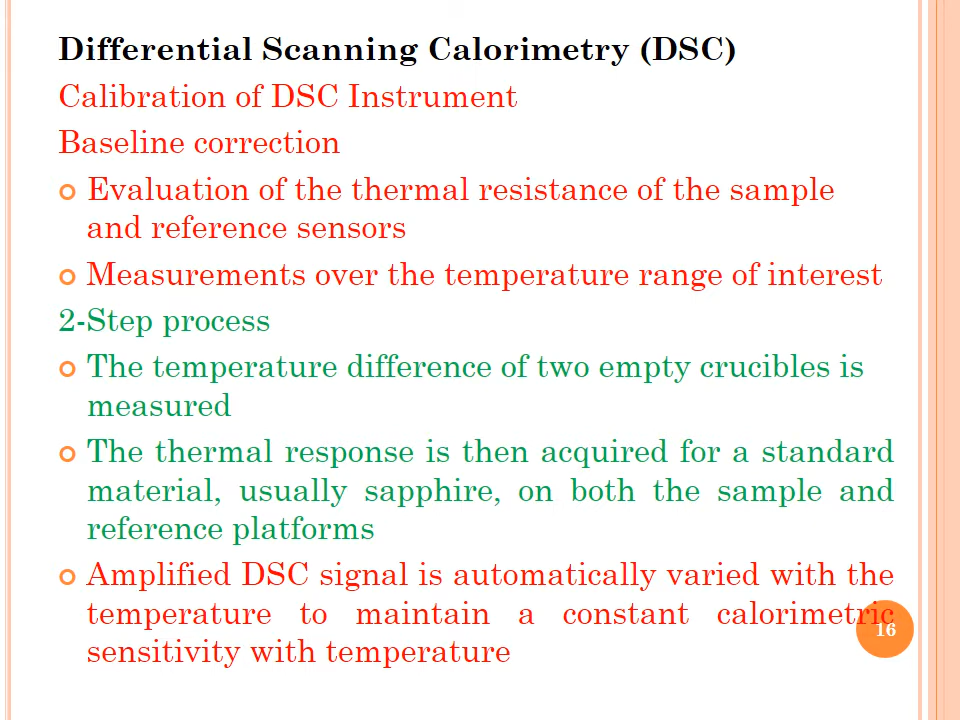 Differential Scanning Calorimetry (DSC)
Calibration of DSC Instrument
Baseline correction
Evaluation of the thermal resistance of the sample
and reference sensors
Measurements over the temperature range of interest
2-Step process
The temperature difference of two empty crucibles is
measured
The thermal response is then acquired for a standard
material, usually sapphire, on both the sample and
reference platforms
Amplified DSC signal is automatically varied with the
temperature to maintain a constant calorimetric
sensitivity with temperature
16